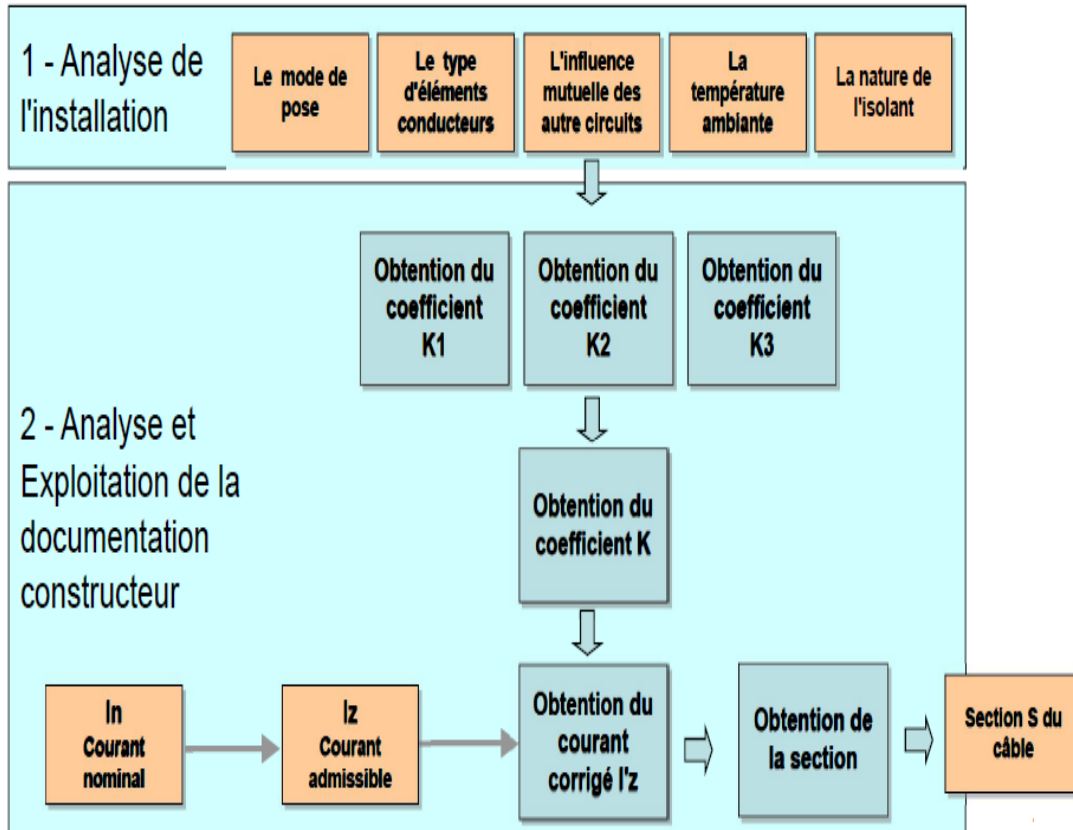 1 - Analyse de
l'installation
Le mode de
pose
Le type
d'éléments
conducteurs
L'influence
mutuelle des
autre circuits
La
température
ambiante
La nature de
l'isolant
2 - Analyse et
Exploitation de la
documentation
constructeur
Obtention du
coefficient
K1
Obtention du
coefficient
K2
Obtention du
coefficient
K3
Obtention du
coefficient K
In
Courant
nominal
Iz
Courant
admissible
Obtention du
courant
corrigé I'z
Obtention de
la section
Section S du
câble